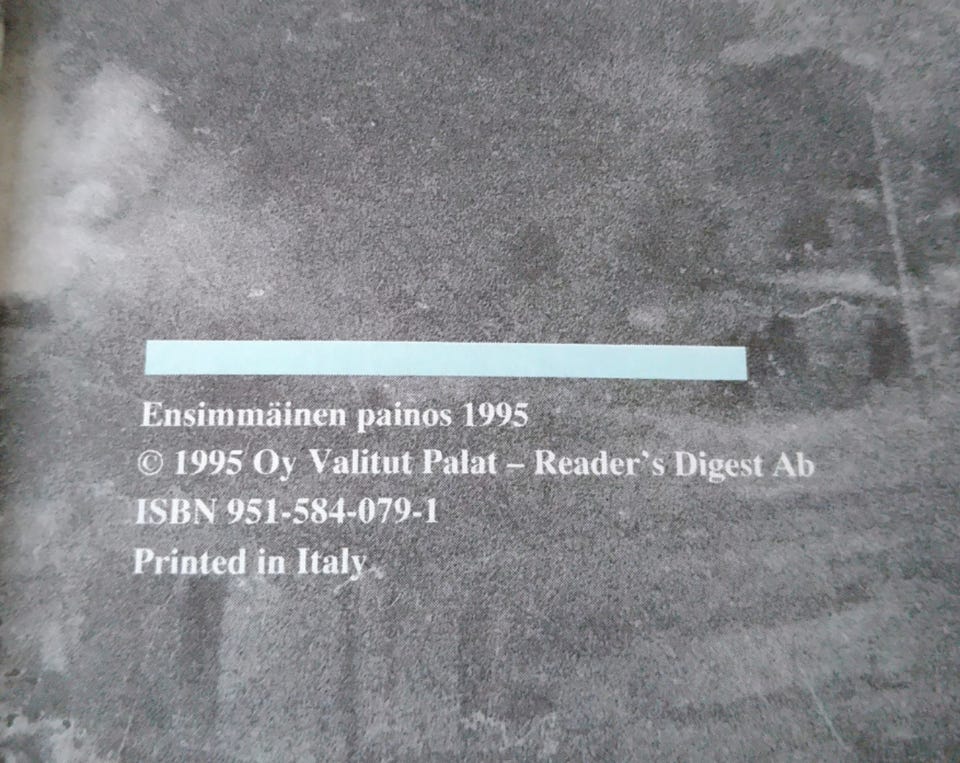 Ensimmäinen painos 1995
© 1995 Oy Valitut Palat – Reader's Digest Ab
ISBN 951-584-079-1
Printed in Italy